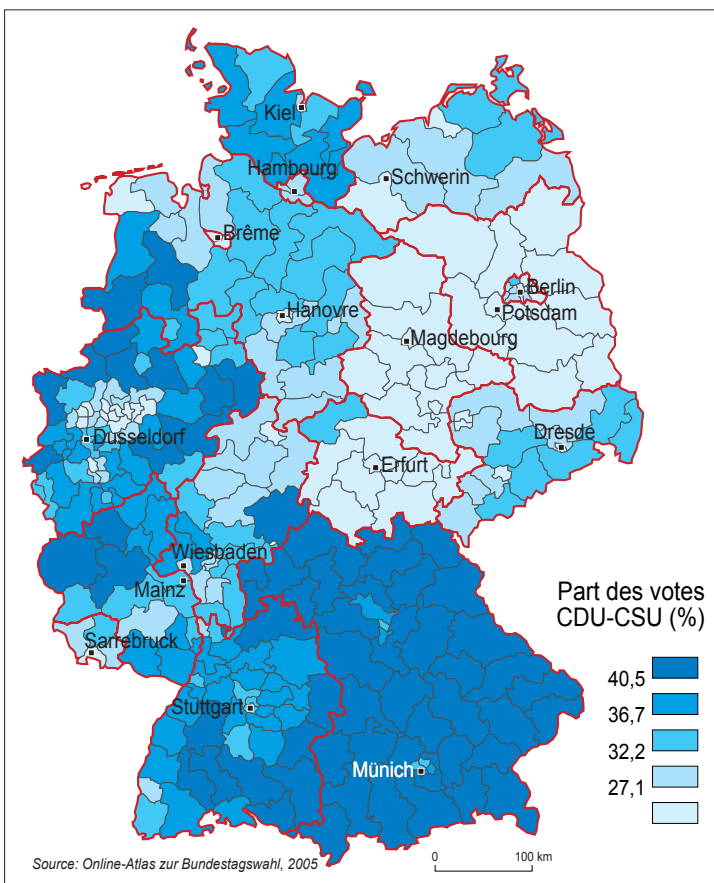 Kiel
Hambourg
Schwerin
Brême
Berlin
Hanovre
Potsdam
Magdebourg
Dusseldorf
Dresde
Erfurt
Wiesbaden
Mainz
Sarrebruck
Stuttgart
Münich
Part des votes
CDU-CSU (%)
40,5
36,7
32,2
27,1
Source: Online-Atlas zur Bundestagswahl, 2005
0 100 km